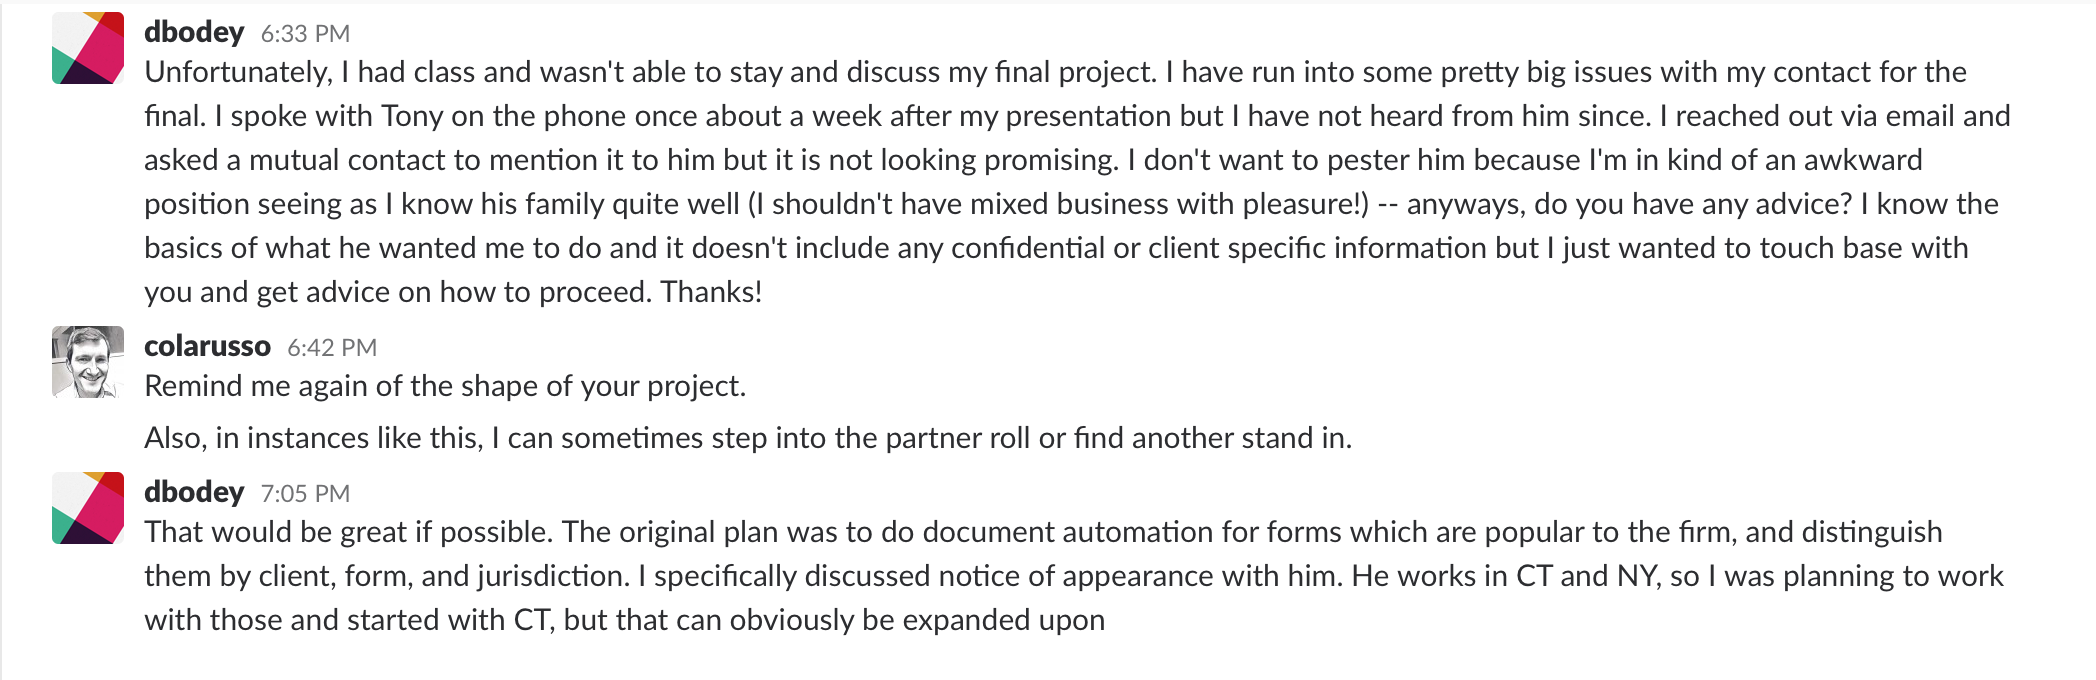 dbodey 6:33 PM
Unfortunately, I had class and wasn't able to stay and discuss my final project. I have run into some pretty big issues with my contact for the
final. I spoke with Tony on the phone once about a week after my presentation but I have not heard from him since. I reached out via email and
asked a mutual contact to mention it to him but it is not looking promising. I don't want to pester him because I'm in kind of an awkward
position seeing as I know his family quite well (I shouldn't have mixed business with pleasure!) -- anyways, do you have any advice? I know the
basics of what he wanted me to do and it doesn't include any confidential or client specific information but I just wanted to touch base with
you and get advice on how to proceed. Thanks!
colarusso 6:42 PM
Remind me again of the shape of your project.
Also, in instances like this, I can sometimes step into the partner roll or find another stand in.
dbodey 7:05 PM
That would be great if possible. The original plan was to do document automation for forms which are popular to the firm, and distinguish
them by client, form, and jurisdiction. I specifically discussed notice of appearance with him. He works in CT and NY, so I was planning to work
with those and started with CT, but that can obviously be expanded upon